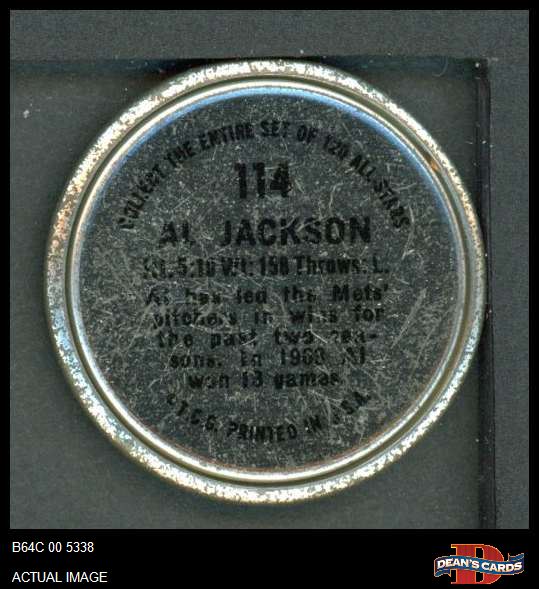 COLLECT THE ENTIRE SET OF 120 ALL-STARS
114
AL JACKSON
Ht. 5:10 Wt: 150 Throws: L.
Al has led the Mets'
pitchers in wins for
the past two sea-
sons. In 1963 Al
won 13 games
© T.C.G. PRINTED IN U.S.A.
B64C 00 5338
ACTUAL IMAGE
B
DEAN'S CARDS